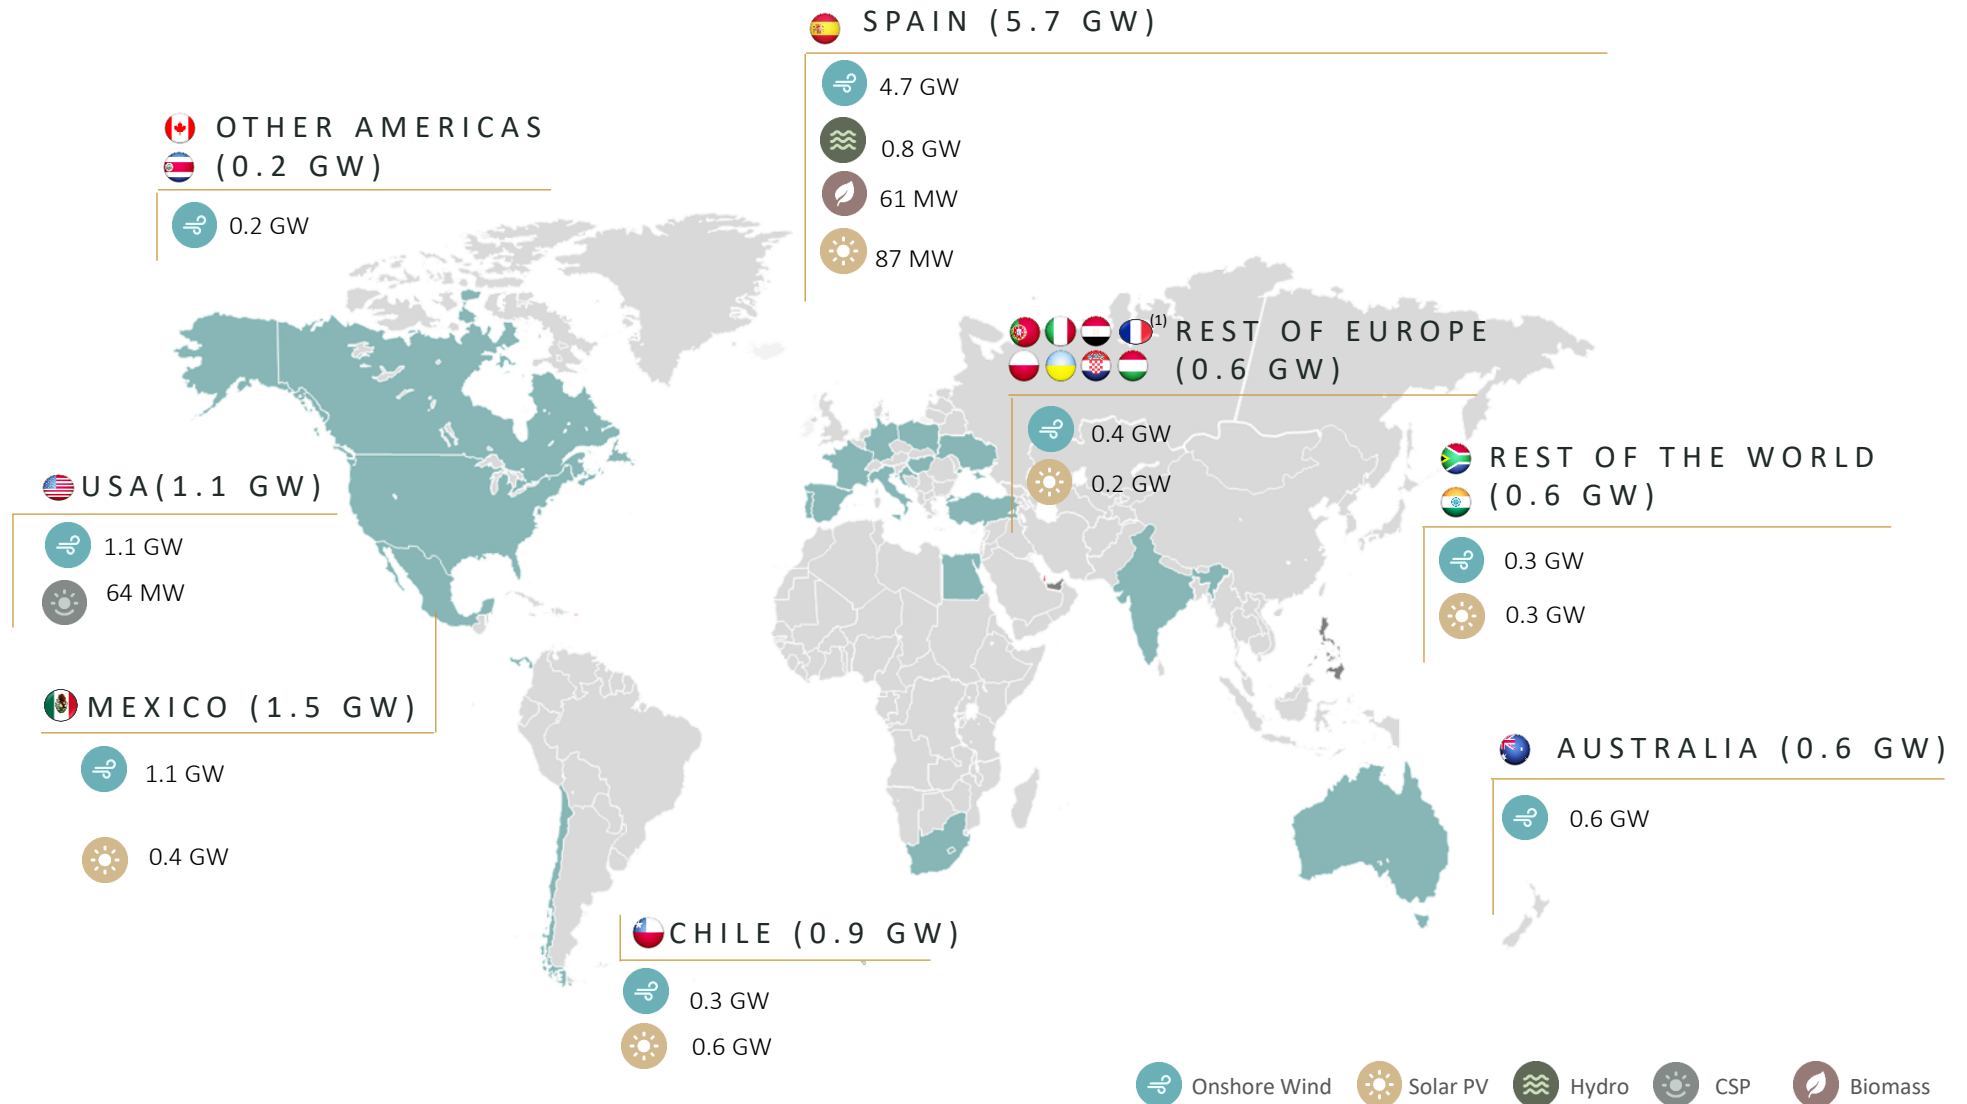 SPAIN (5.7 GW)
4.7 GW
0.8 GW
61 MW
87 MW
OTHER AMERICAS
(0.2 GW)
0.2 GW
(1) REST OF EUROPE
(0.6 GW)
0.4 GW
0.2 GW
REST OF THE WORLD
(0.6 GW)
0.3 GW
0.3 GW
USA(1.1 GW)
1.1 GW
64 MW
MEXICO (1.5 GW)
1.1 GW
0.4 GW
AUSTRALIA (0.6 GW)
0.6 GW
CHILE (0.9 GW)
0.3 GW
0.6 GW
Onshore Wind Solar PV Hydro CSP Biomass